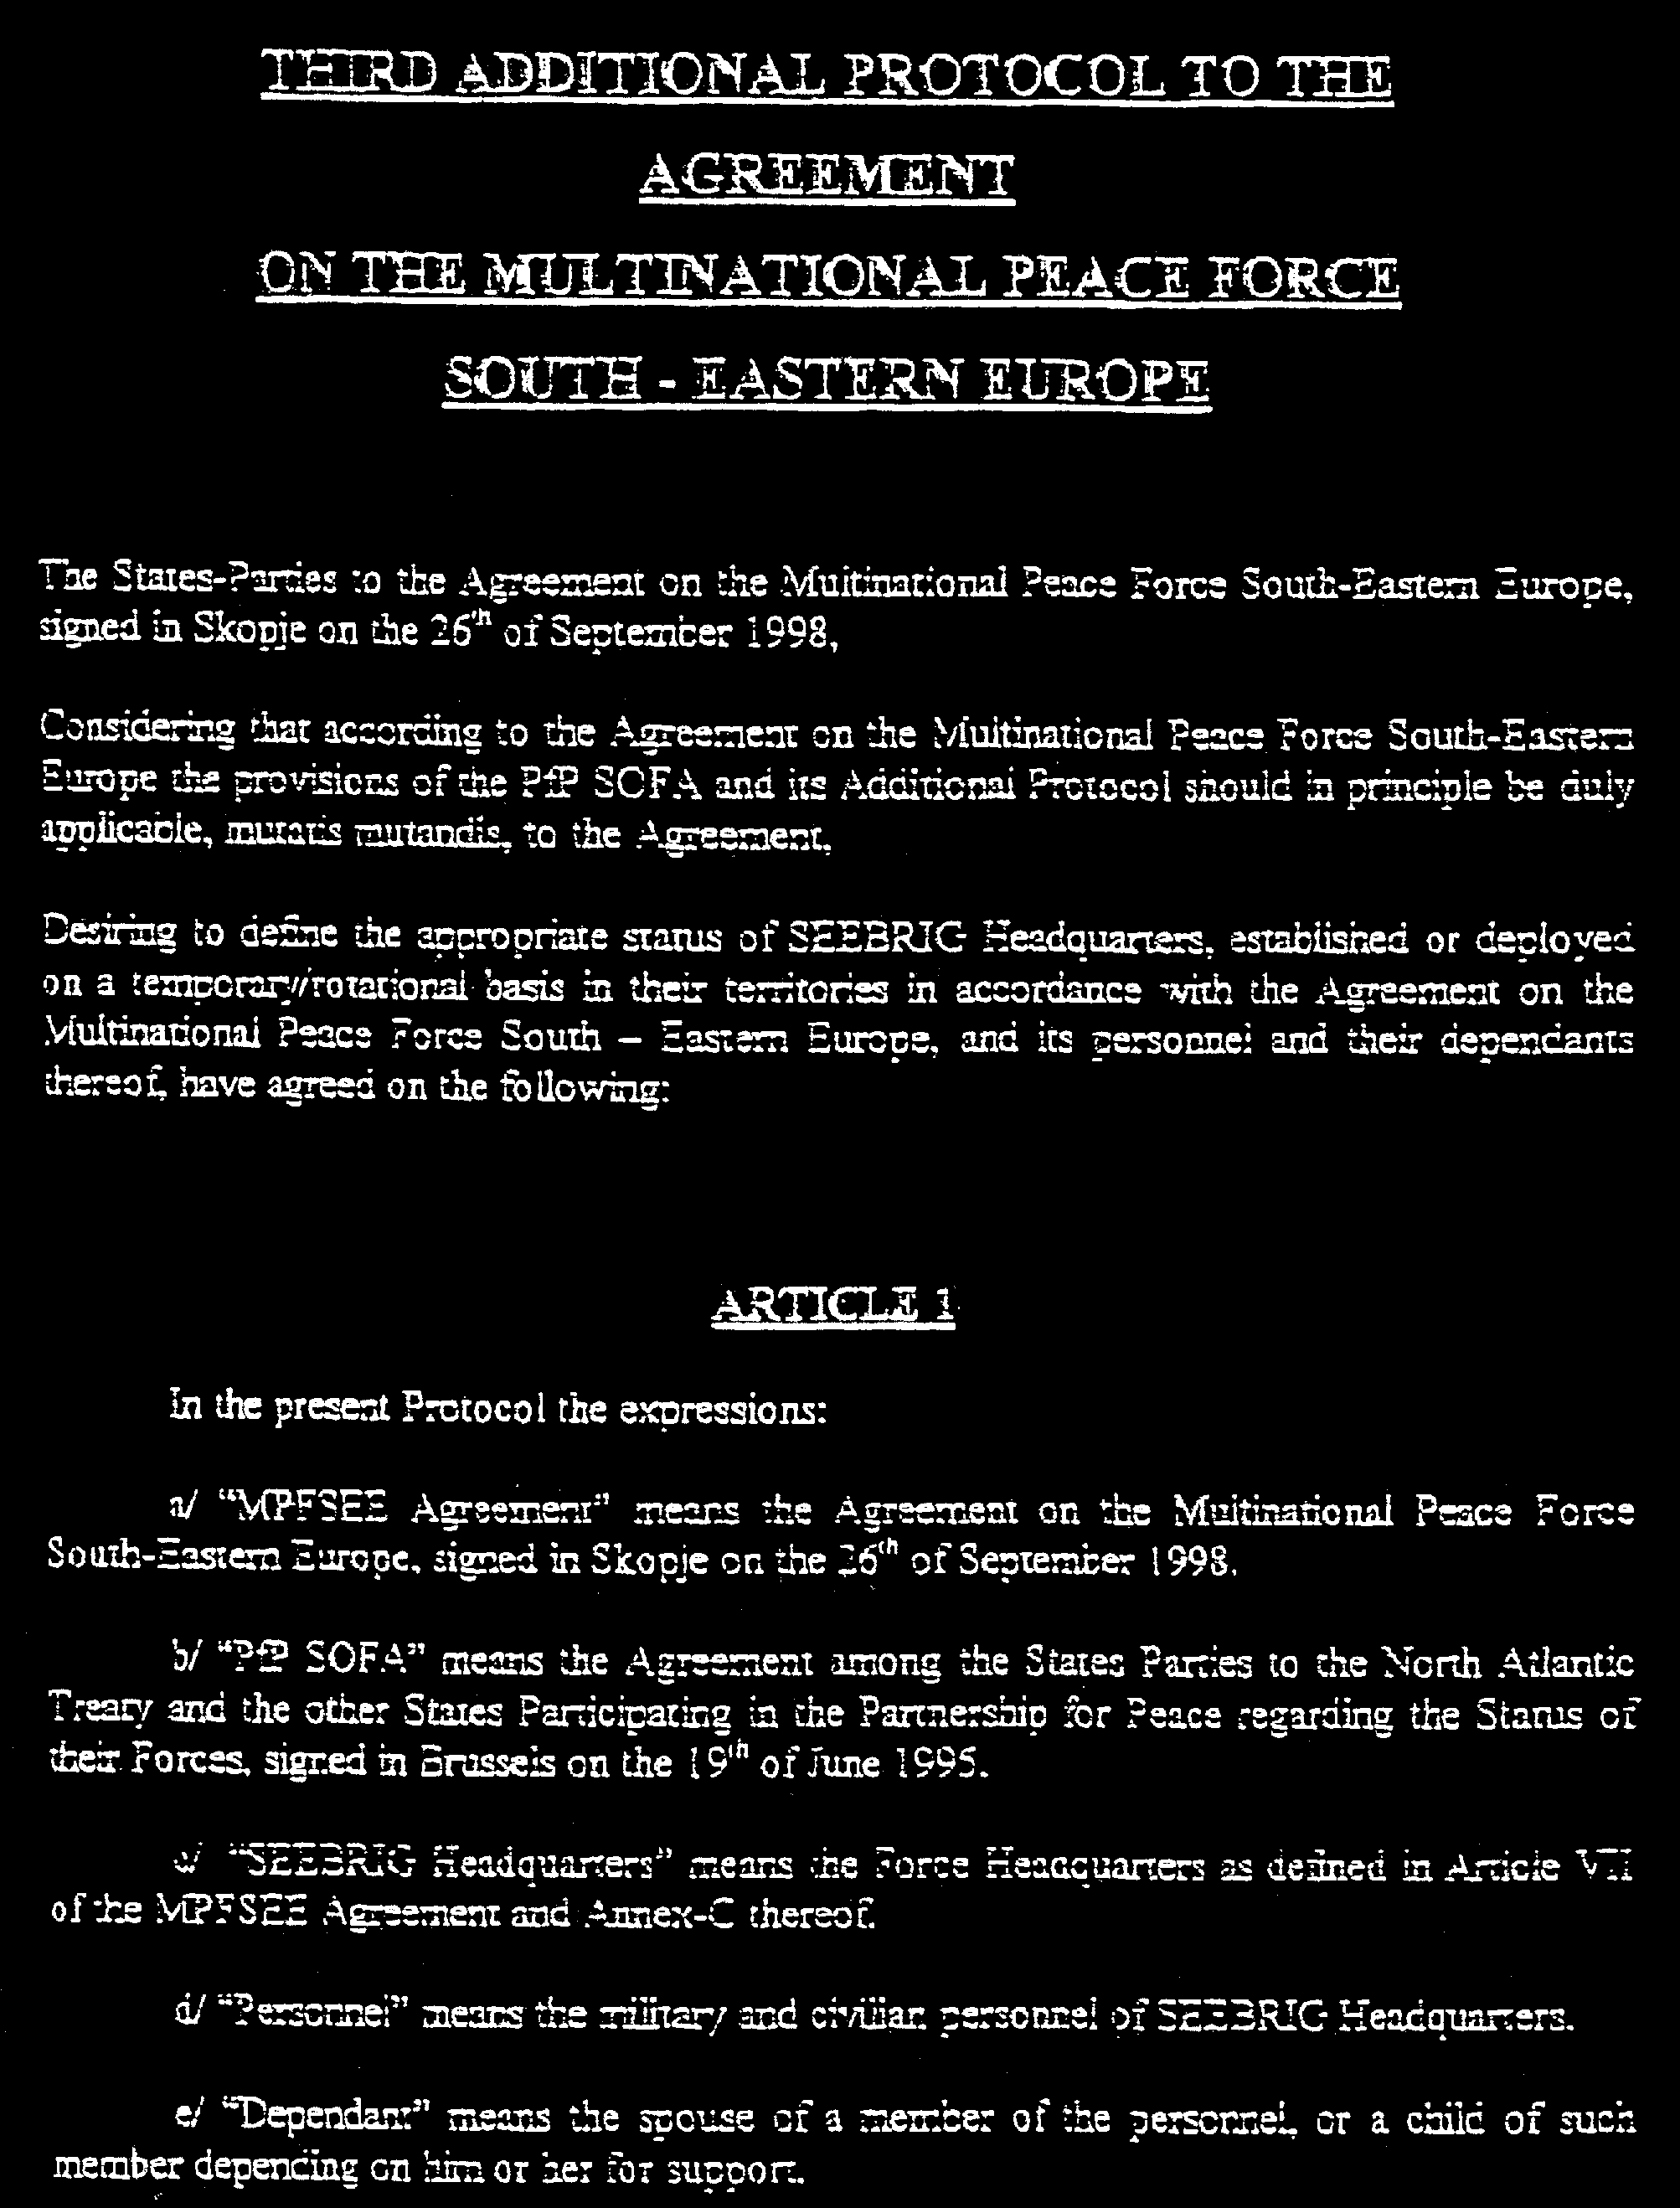 THIRD ADDITIONAL PROTOCOL TO THE
AGREEMENT
ON THE MULTINATIONAL PEACE FORCE
SOUTH - EASTERN EUROPE
The States-Parties to the Agreement on the Multinational Peace Force South-Eastern Europe,
signed in Skopje on the 26th of September 1998,
Considering that according to the Agreement on the Multinational Peace Force South-Eastern
Europe the provisions of the PfP SOFA and its Additional Protocol should in principle be duly
applicable, mutatis mutandis, to the Agreement,
Desiring to define the appropriate status of SEEBRIG Headquarters, established or deployed
on a temporary/rotational basis in their territories in accordance with the Agreement on the
Multinational Peace Force South – Eastern Europe, and its personnel and their dependants
thereof, have agreed on the following:
ARTICLE 1
In the present Protocol the expressions:
a/ "MPFSEE Agreement" means the Agreement on the Multinational Peace Force
South-Eastern Europe, signed in Skopje on the 26th of September 1998.
b/ "PfP SOFA" means the Agreement among the States Parties to the North Atlantic
Treaty and the other States Participating in the Partnership for Peace regarding the Status of
their Forces, signed in Brussels on the 19th of June 1995.
c/ "SEEBRIG Headquarters" means the Force Headquarters as defined in Article VII
of the MPFSEE Agreement and Annex-C thereof.
d/ "Personnel" means the military and civilian personnel of SEEBRIG Headquarters.
e/ "Dependant" means the spouse of a member of the personnel, or a child of such
member depending on him or her for support.